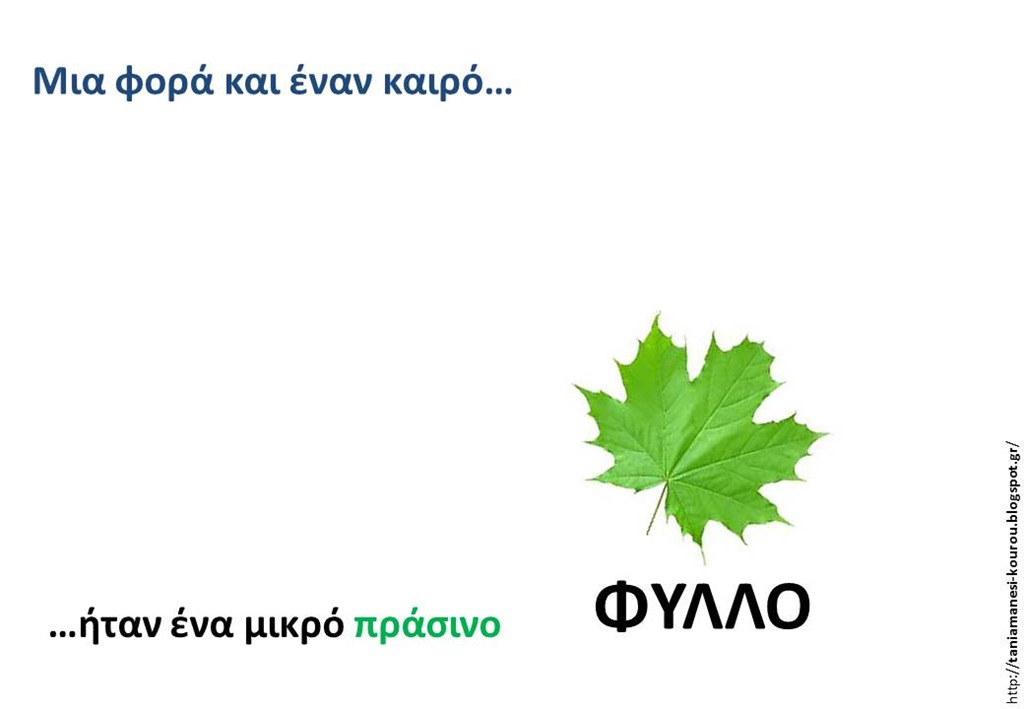 Μια φορά και έναν καιρό…
…ήταν ένα μικρό πράσινο
ΦΥΛΛΟ
http://taniamanesi-kourou.blogspot.gr/